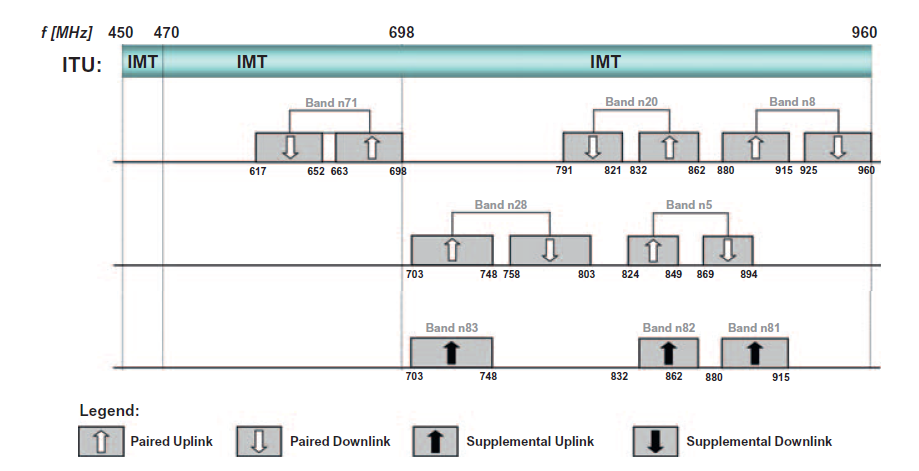 f [MHz] 450 470 698 960
ITU: IMT IMT IMT
Band n71 Band n20 Band n8
617 652 663 698 791 821 832 862 880 915 925 960
Band n28 Band n5
703 748 758 803 824 849 869 894
Band n83 Band n82 Band n81
703 748 832 862 880 915
Legend:
Paired Uplink Paired Downlink Supplemental Uplink Supplemental Downlink